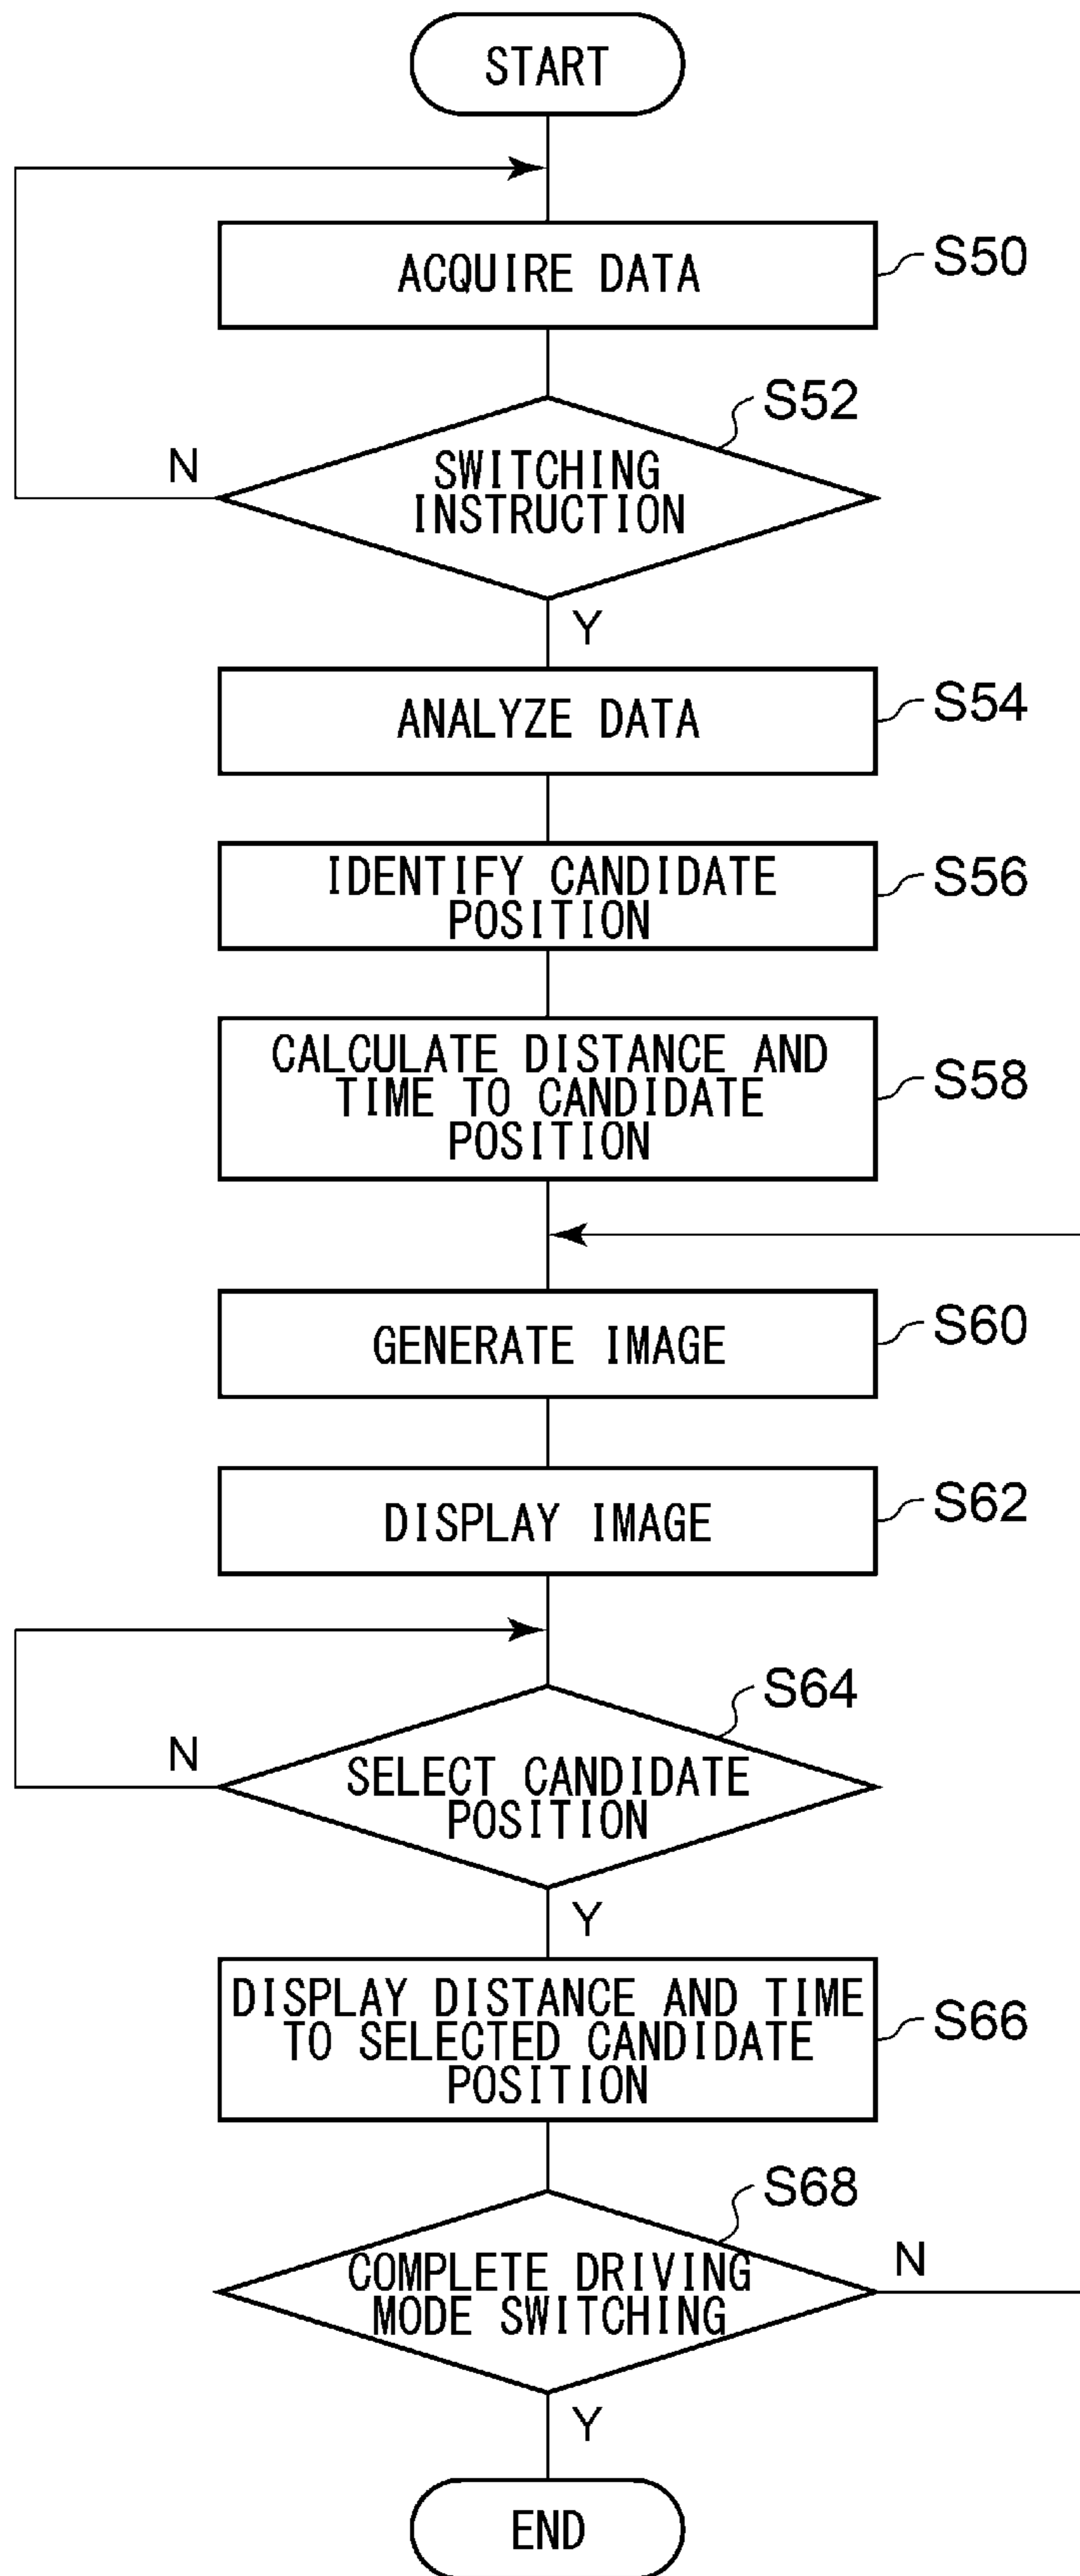 START
ACQUIRE DATA
S50
S52
SWITCHING
INSTRUCTION
N
Y
ANALYZE DATA
S54
IDENTIFY CANDIDATE
POSITION
S56
CALCULATE DISTANCE AND
TIME TO CANDIDATE
POSITION
S58
GENERATE IMAGE
S60
DISPLAY IMAGE
S62
S64
SELECT CANDIDATE
POSITION
N
Y
DISPLAY DISTANCE AND TIME
TO SELECTED CANDIDATE
POSITION
S66
S68
COMPLETE DRIVING
MODE SWITCHING
N
Y
END